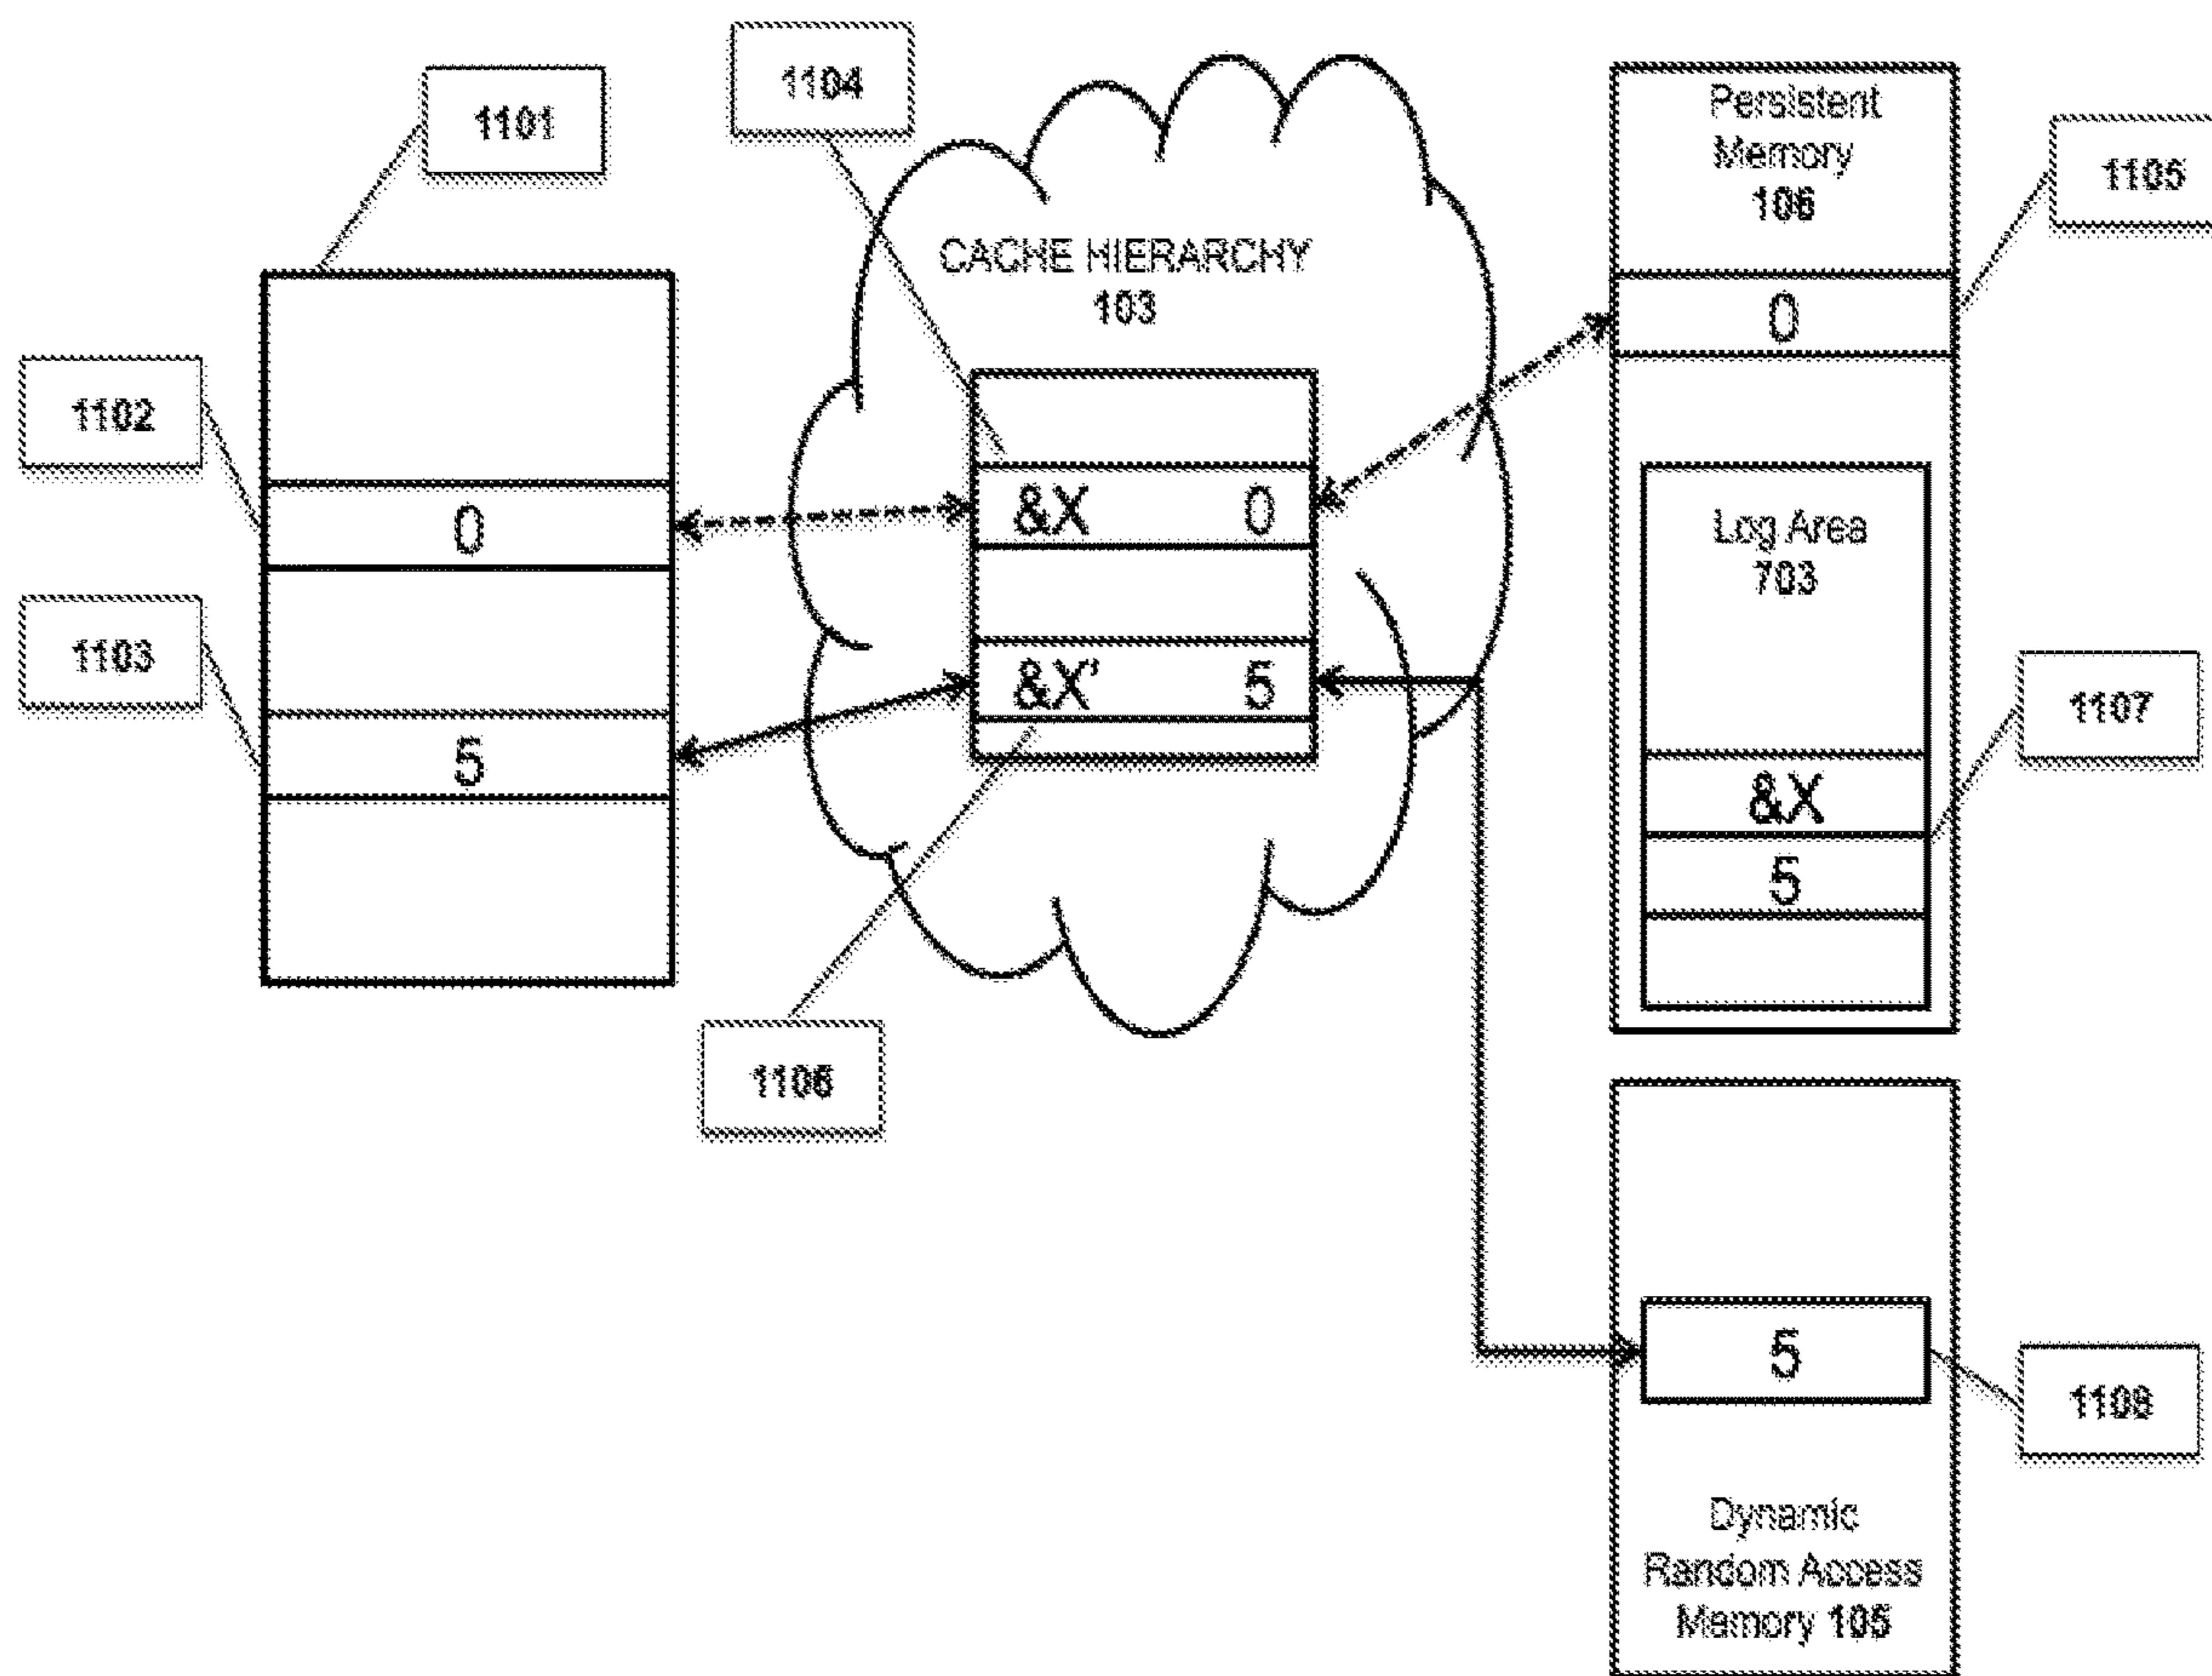 1101
1102
0
1103
5
1104
CACHE HIERARCHY
103
&X 0
&X' 5
1106
Persistent
Memory
106
1105
0
Log Area
703
&X
1107
5
5
1108
Dynamic
Random Access
Memory 105